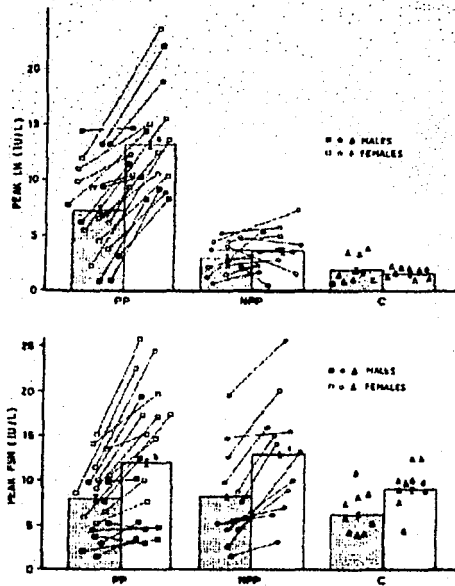 PEAK LH (IU/L)
20
15
10
5
0
MALES
FEMALES
PP
NPP
C
PEAK FSH (IU/L)
25
20
15
10
5
0
MALES
FEMALES
PP
NPP
C